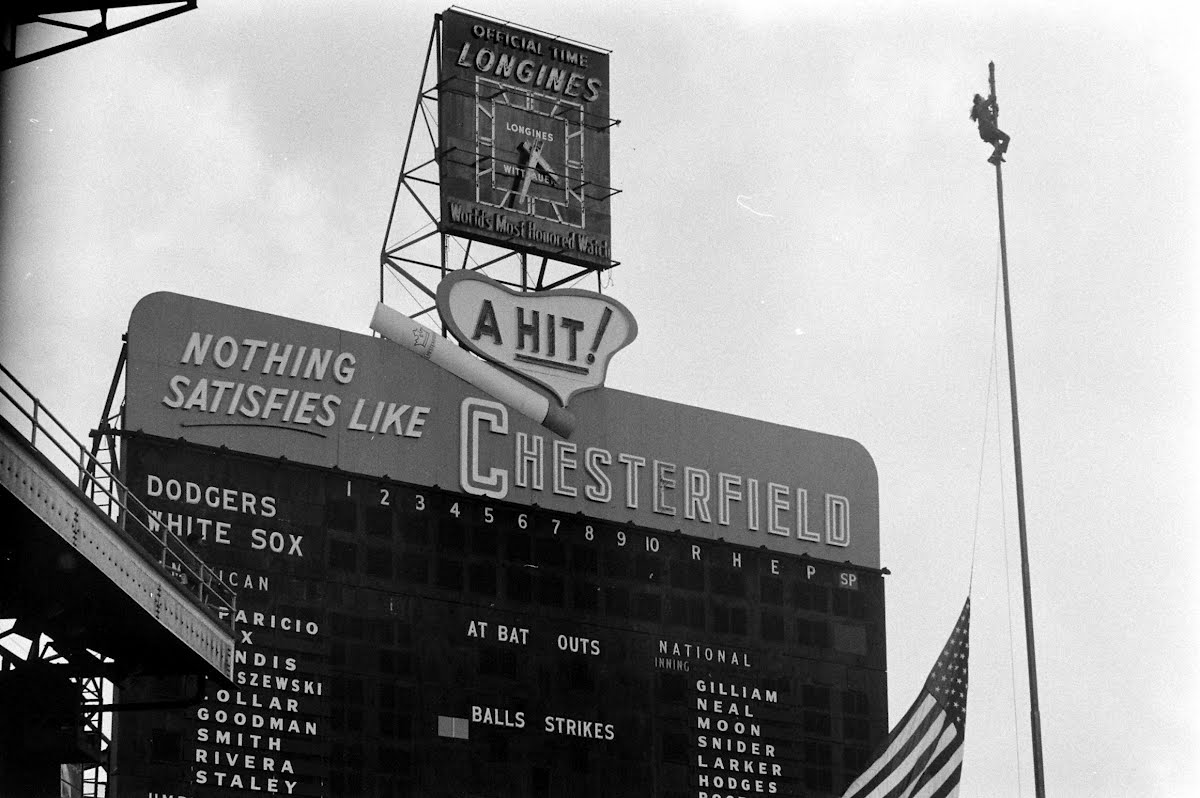 OFFICIAL TIME
LONGINES
LONGINES
World's Most Honored Watch
A HIT!
NOTHING
SATISFIES LIKE
CHESTERFIELD
1 2 3 4 5 6 7 8 9 10 R H E P SP
DODGERS
WHITE SOX
ICAN
PARICIO
X
NDIS
SZEWSKI
OLLAR
GOODMAN
SMITH
RIVERA
STALEY
AT BAT OUTS
BALLS STRIKES
NATIONAL
INNING
GILLIAM
NEAL
MOON
SNIDER
LARKER
HODGES